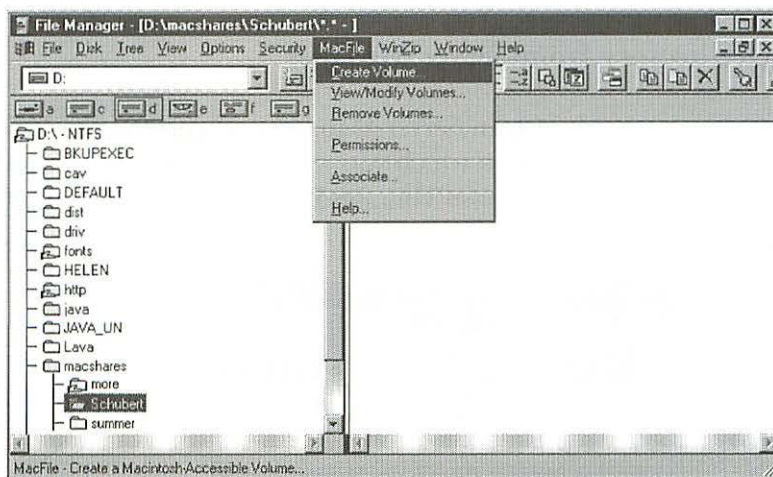 File Manager - [D:\macshares\Schubert\*.* - ]
File Disk Tree View Options Security MacFile WinZip Window Help
D:
Create Volume...
View/Modify Volumes...
Remove Volumes...
Permissions...
Associate...
Help...
a c d e f g
D:\ - NTFS
BKUPEXEC
cav
DEFAULT
dist
driv
fonts
HELEN
http
java
JAVA_UN
Lava
macshares
more
Schubert
summer
MacFile - Create a Macintosh-Accessible Volume...